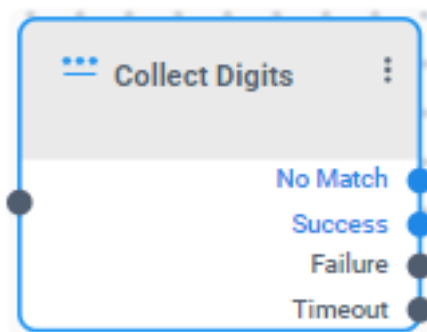 Collect Digits
No Match
Success
Failure
Timeout